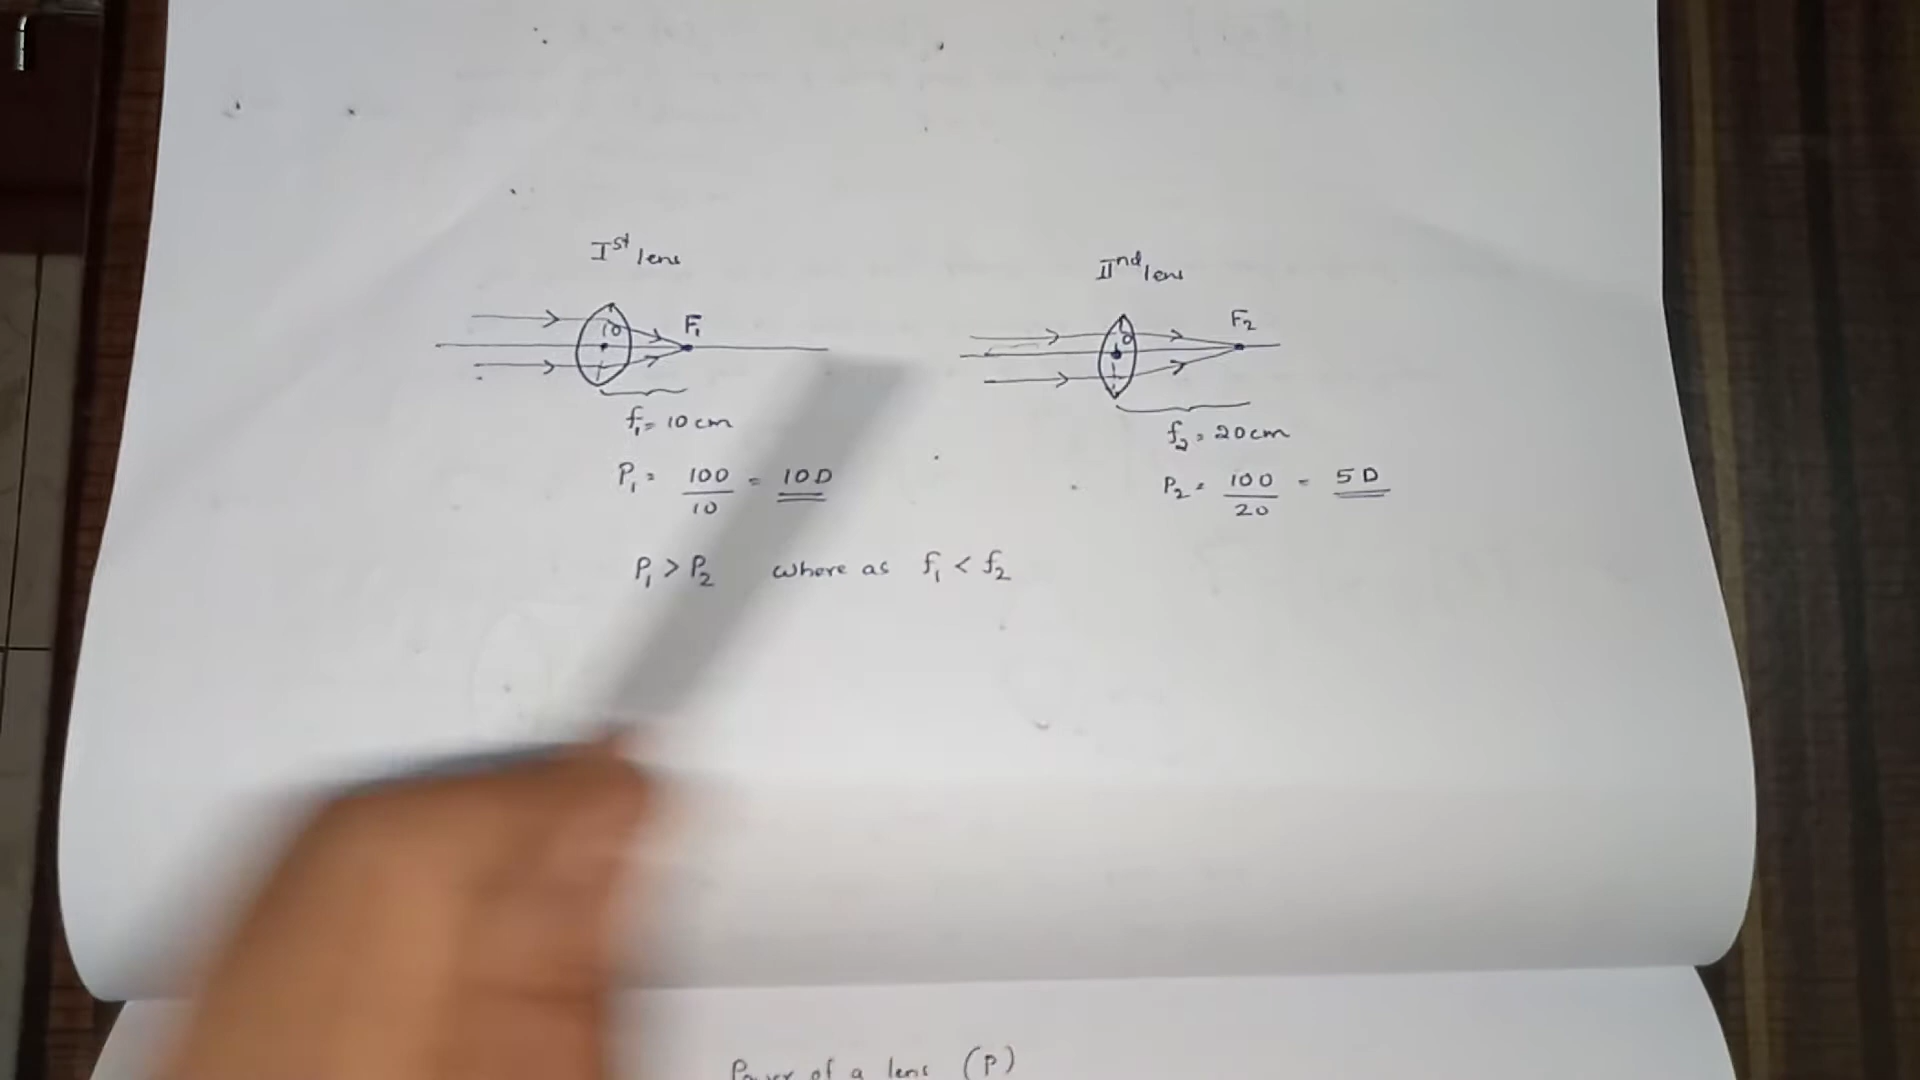 Ist lens
IInd lens
O
F1
O
F2
f1 = 10 cm
f2 = 20 cm
P1 = 100/10 = 10 D
P2 = 100/20 = 5 D
P1 > P2 where as f1 < f2
Power of a lens (P)